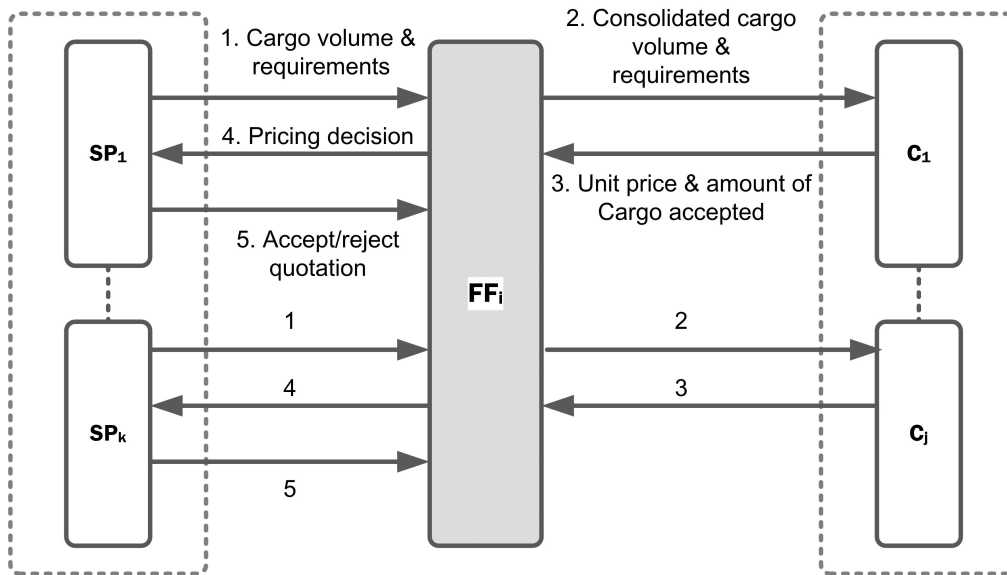 1. Cargo volume &
requirements
2. Consolidated cargo
volume &
requirements
4. Pricing decision
SP₁
C₁
3. Unit price & amount of
Cargo accepted
5. Accept/reject
quotation
FFᵢ
1
2
4
3
SPₖ
Cⱼ
5